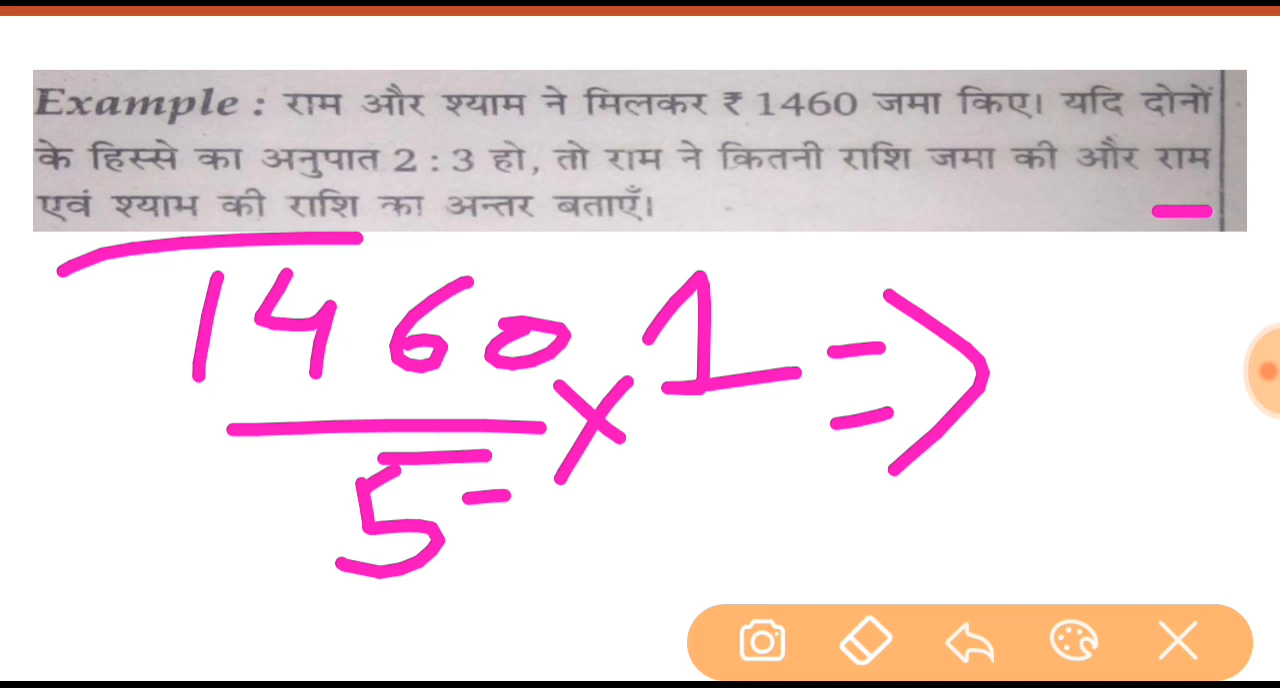 Example : राम और श्याम ने मिलकर ₹ 1460 जमा किए। यदि दोनों
के हिस्से का अनुपात 2 : 3 हो, तो राम ने कितनी राशि जमा की और राम
एवं श्याम की राशि का अन्तर बताएँ।
1460 × 1 =>
5